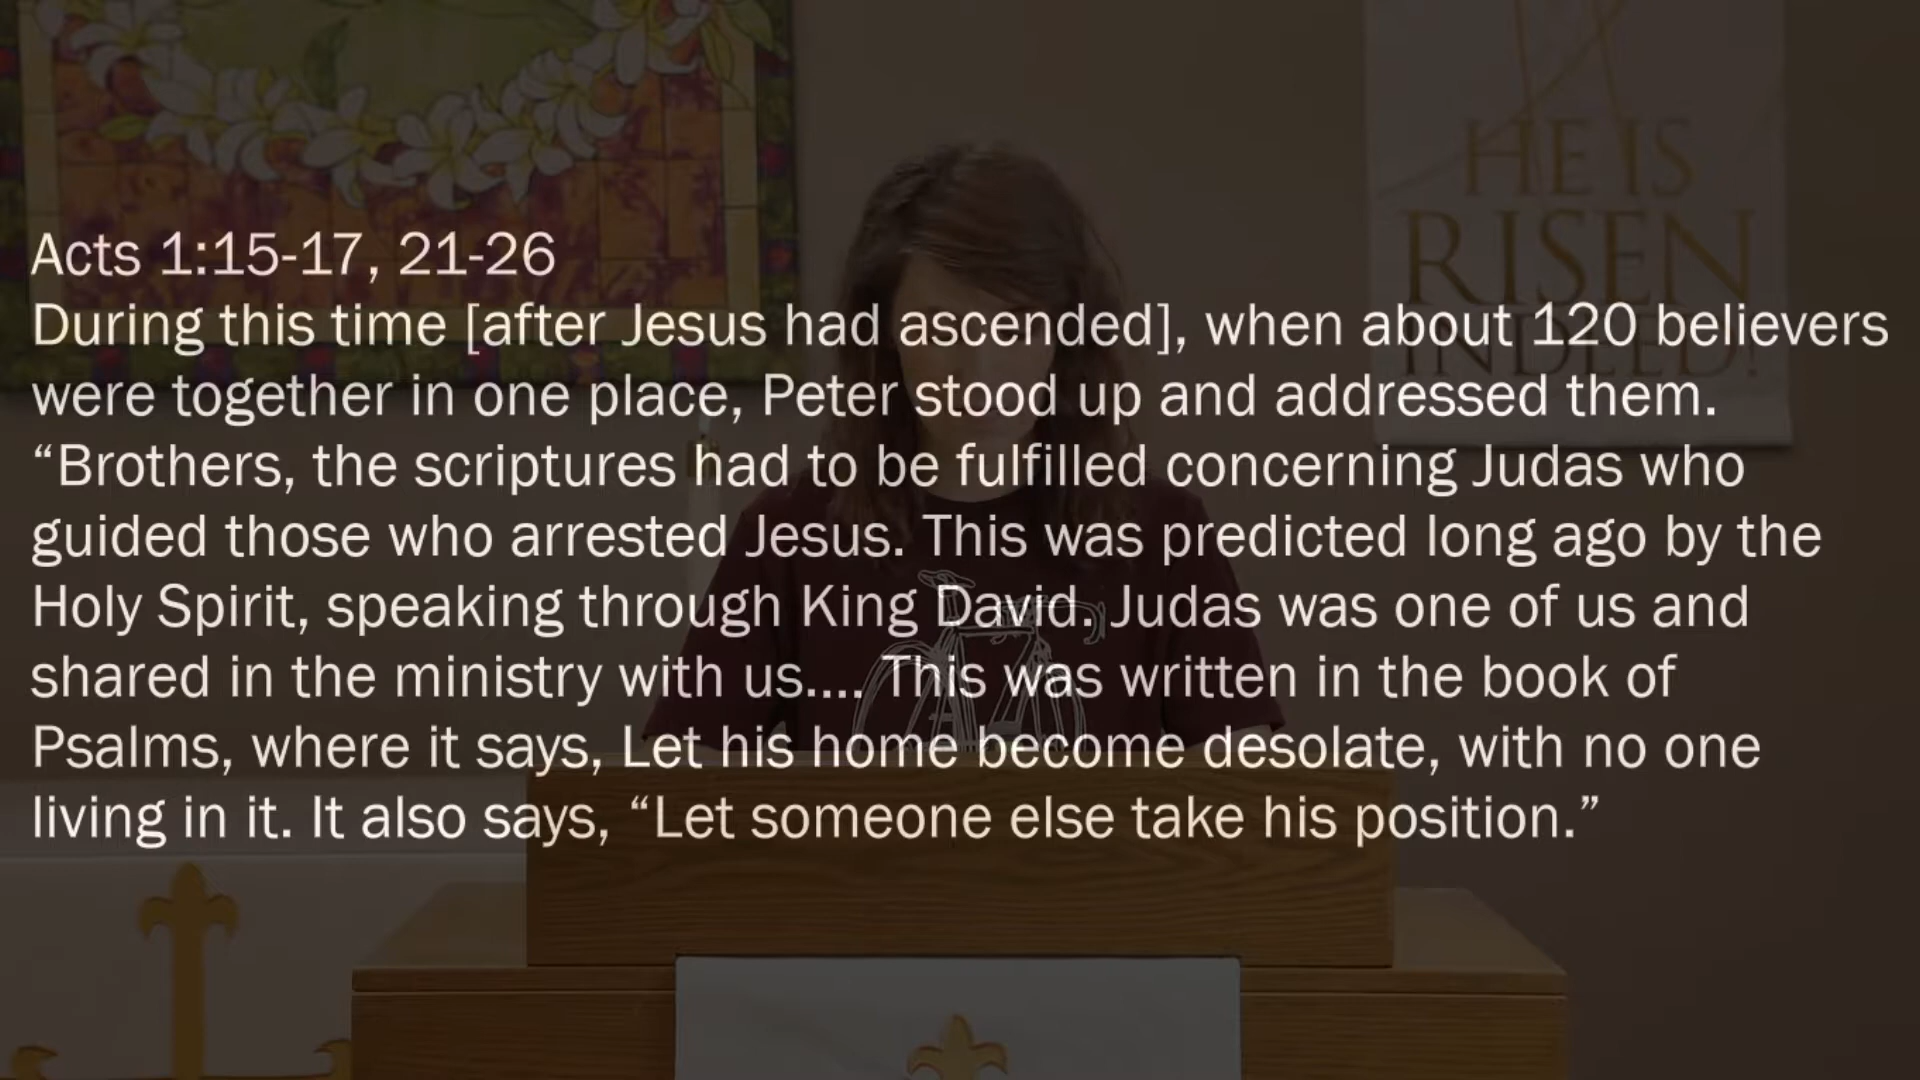 HE IS
RISEN
INDEED!
Acts 1:15-17, 21-26
During this time [after Jesus had ascended], when about 120 believers
were together in one place, Peter stood up and addressed them.
“Brothers, the scriptures had to be fulfilled concerning Judas who
guided those who arrested Jesus. This was predicted long ago by the
Holy Spirit, speaking through King David. Judas was one of us and
shared in the ministry with us.... This was written in the book of
Psalms, where it says, Let his home become desolate, with no one
living in it. It also says, “Let someone else take his position.”